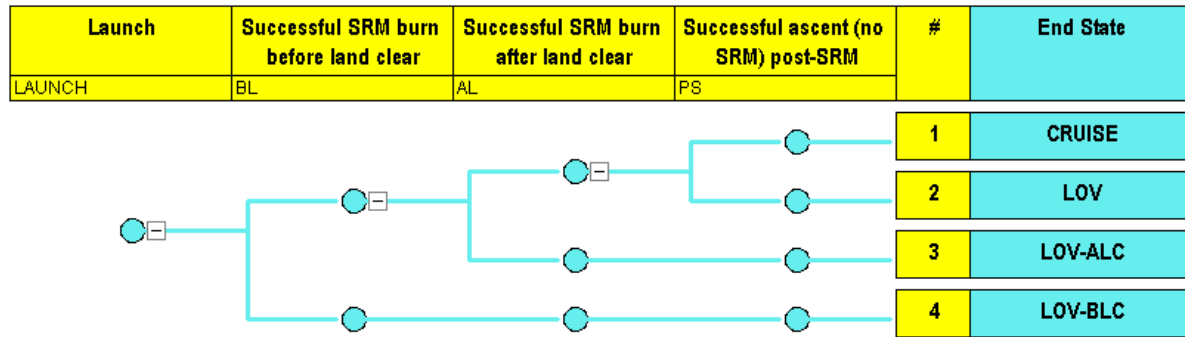 Launch
Successful SRM burn before land clear
Successful SRM burn after land clear
Successful ascent (no SRM) post-SRM
#
End State
LAUNCH
BL
AL
PS
1
CRUISE
2
LOV
3
LOV-ALC
4
LOV-BLC